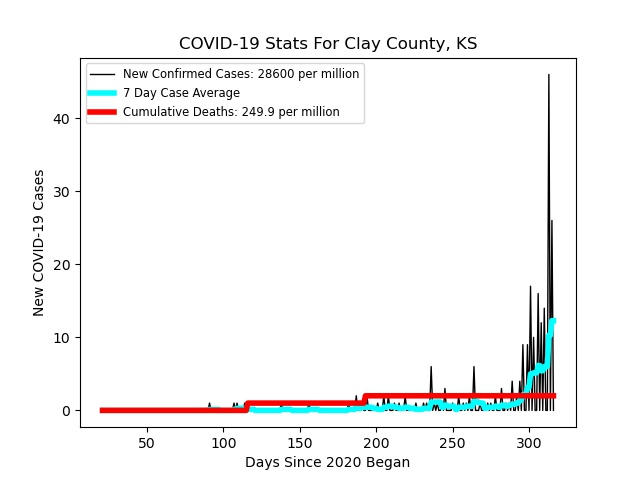 COVID-19 Stats For Clay County, KS
New Confirmed Cases: 28600 per million
7 Day Case Average
Cumulative Deaths: 249.9 per million
New COVID-19 Cases
40
30
20
10
0
50 100 150 200 250 300
Days Since 2020 Began